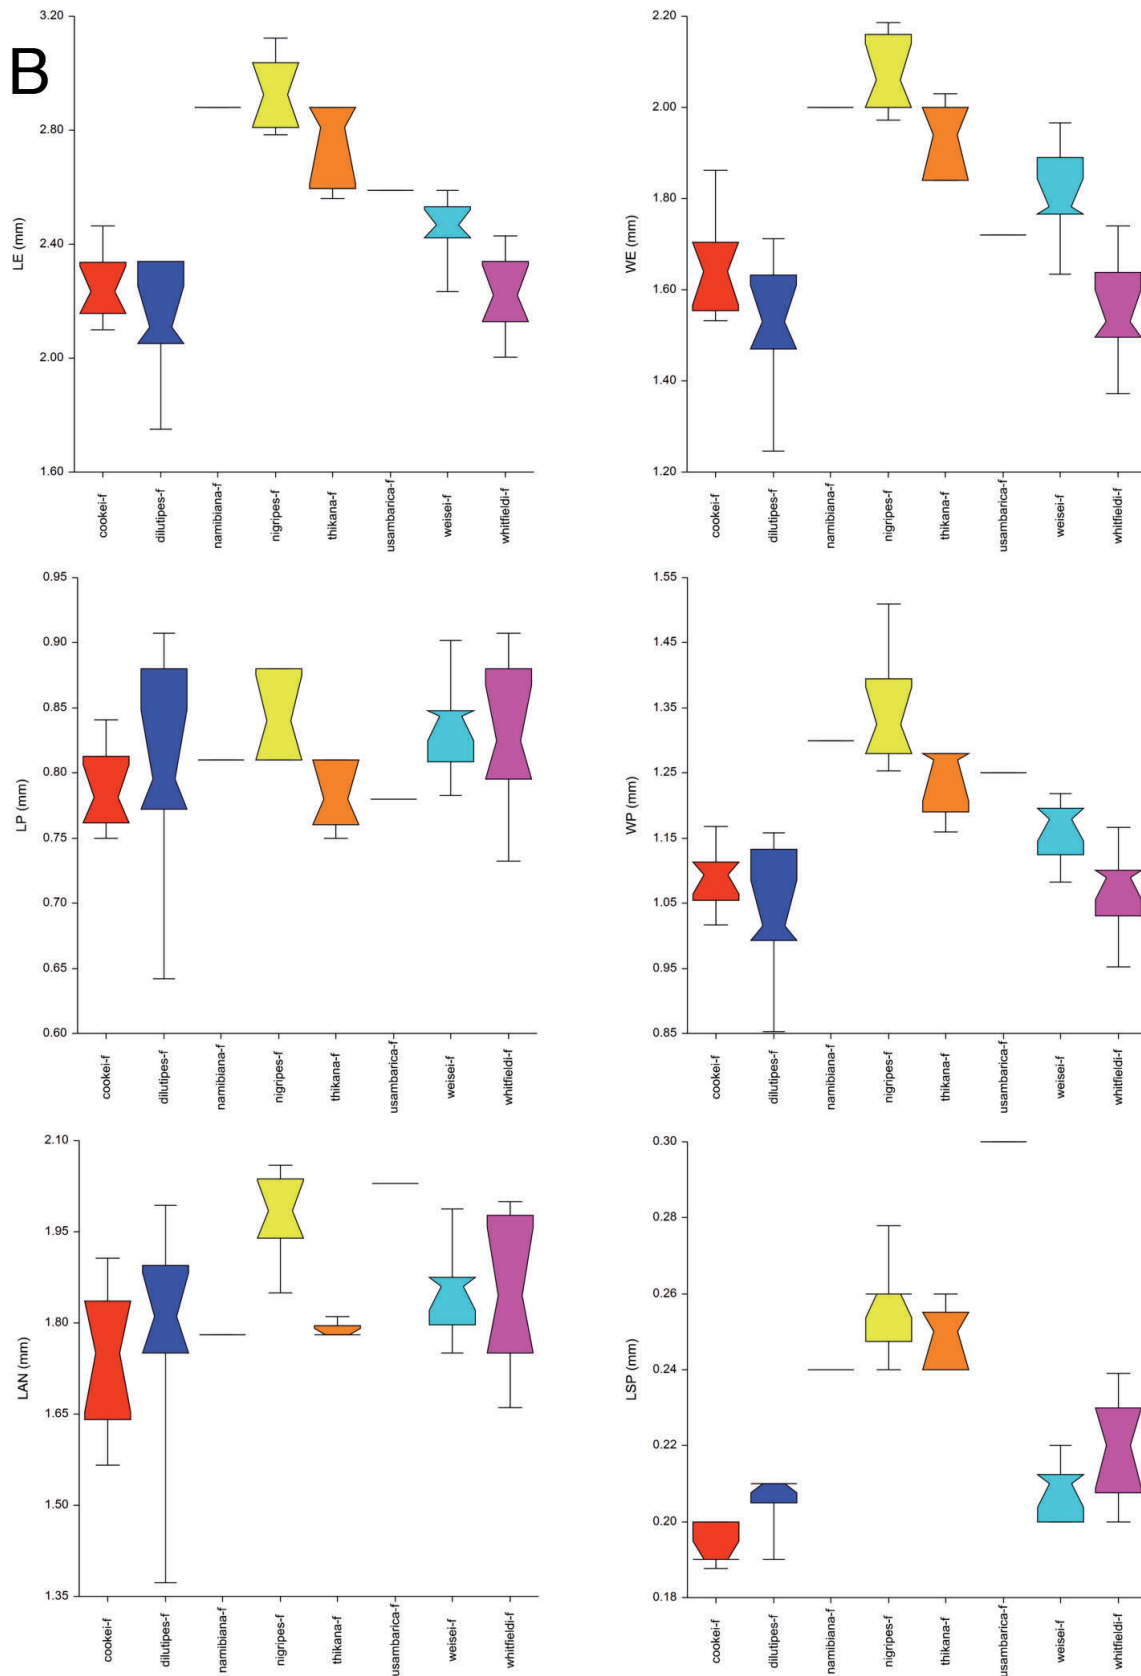 B
3.20
2.80
2.40
2.00
1.60
LE (mm)
cookei-f
dilutipes-f
namibiana-f
nigripes-f
thikana-f
usambarica-f
weisei-f
whitfieldi-f
2.20
2.00
1.80
1.60
1.40
1.20
WE (mm)
cookei-f
dilutipes-f
namibiana-f
nigripes-f
thikana-f
usambarica-f
weisei-f
whitfieldi-f
0.95
0.90
0.85
0.80
0.75
0.70
0.65
0.60
LP (mm)
cookei-f
dilutipes-f
namibiana-f
nigripes-f
thikana-f
usambarica-f
weisei-f
whitfieldi-f
1.55
1.45
1.35
1.25
1.15
1.05
0.95
0.85
WP (mm)
cookei-f
dilutipes-f
namibiana-f
nigripes-f
thikana-f
usambarica-f
weisei-f
whitfieldi-f
2.10
1.95
1.80
1.65
1.50
1.35
LAN (mm)
cookei-f
dilutipes-f
namibiana-f
nigripes-f
thikana-f
usambarica-f
weisei-f
whitfieldi-f
0.30
0.28
0.26
0.24
0.22
0.20
0.18
LSP (mm)
cookei-f
dilutipes-f
namibiana-f
nigripes-f
thikana-f
usambarica-f
weisei-f
whitfieldi-f